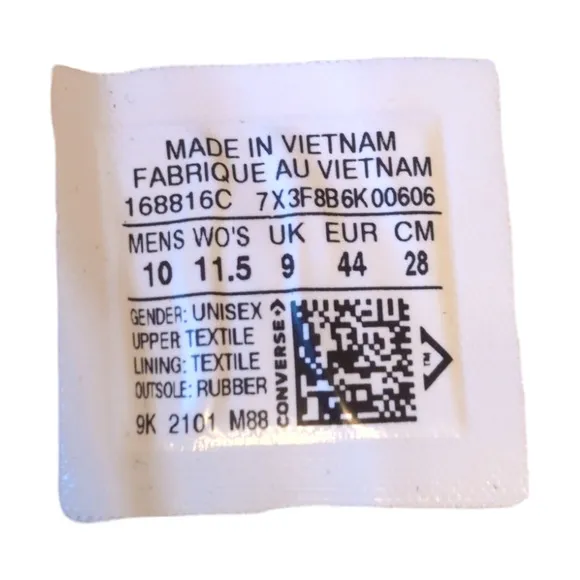 MADE IN VIETNAM
FABRIQUE AU VIETNAM
168816C 7X3F8B6K00606
MENS WO'S UK EUR CM
10 11.5 9 44 28
GENDER: UNISEX
UPPER TEXTILE
LINING: TEXTILE
OUTSOLE: RUBBER
9K 2101 M88
CONVERSE
TM